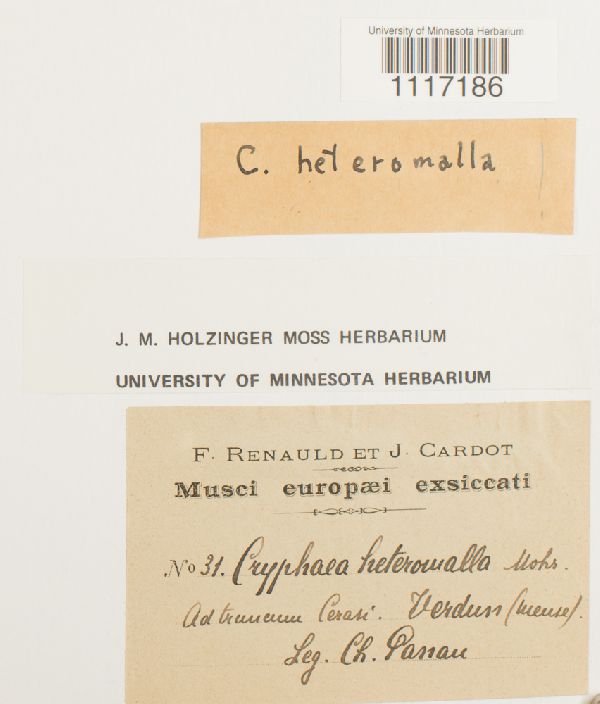 University of Minnesota Herbarium
1117186
C. heteromalla
J. M. HOLZINGER MOSS HERBARIUM
UNIVERSITY OF MINNESOTA HERBARIUM
F. RENAULD ET J. CARDOT
Musci europæi exsiccati
No 31. Cryphaea heteromalla Mohr.
Ad truncum Cerasi. Verdun (meuse).
Leg. Ch. Passau